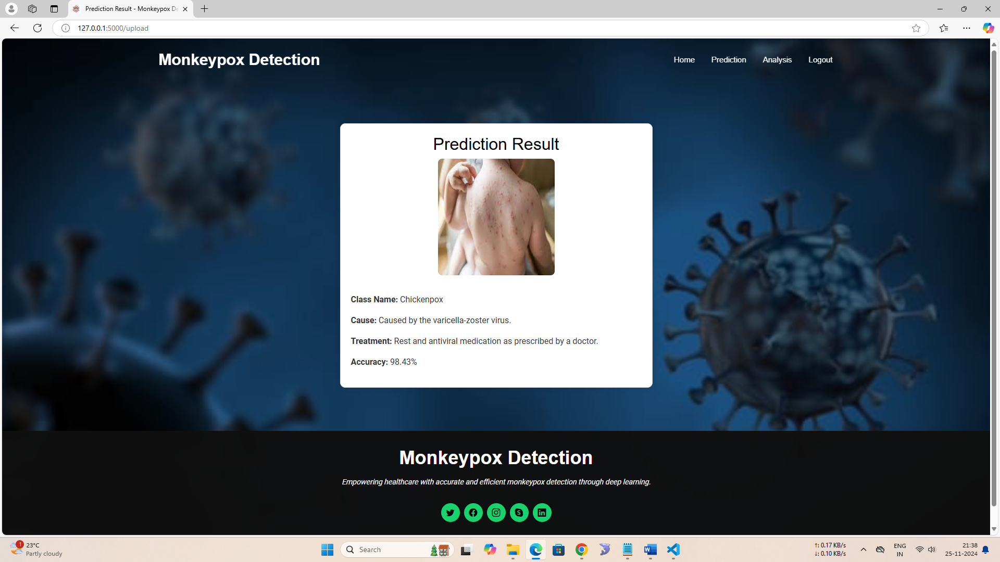 Prediction Result - Monkeypox De
127.0.0.1:5000/upload
Monkeypox Detection
Home
Prediction
Analysis
Logout
Prediction Result
Class Name: Chickenpox
Cause: Caused by the varicella-zoster virus.
Treatment: Rest and antiviral medication as prescribed by a doctor.
Accuracy: 98.43%
Monkeypox Detection
Empowering healthcare with accurate and efficient monkeypox detection through deep learning.
1
23°C
Partly cloudy
Search
↑: 0.17 KB/s
↓: 0.10 KB/s
ENG
IN
21:38
25-11-2024